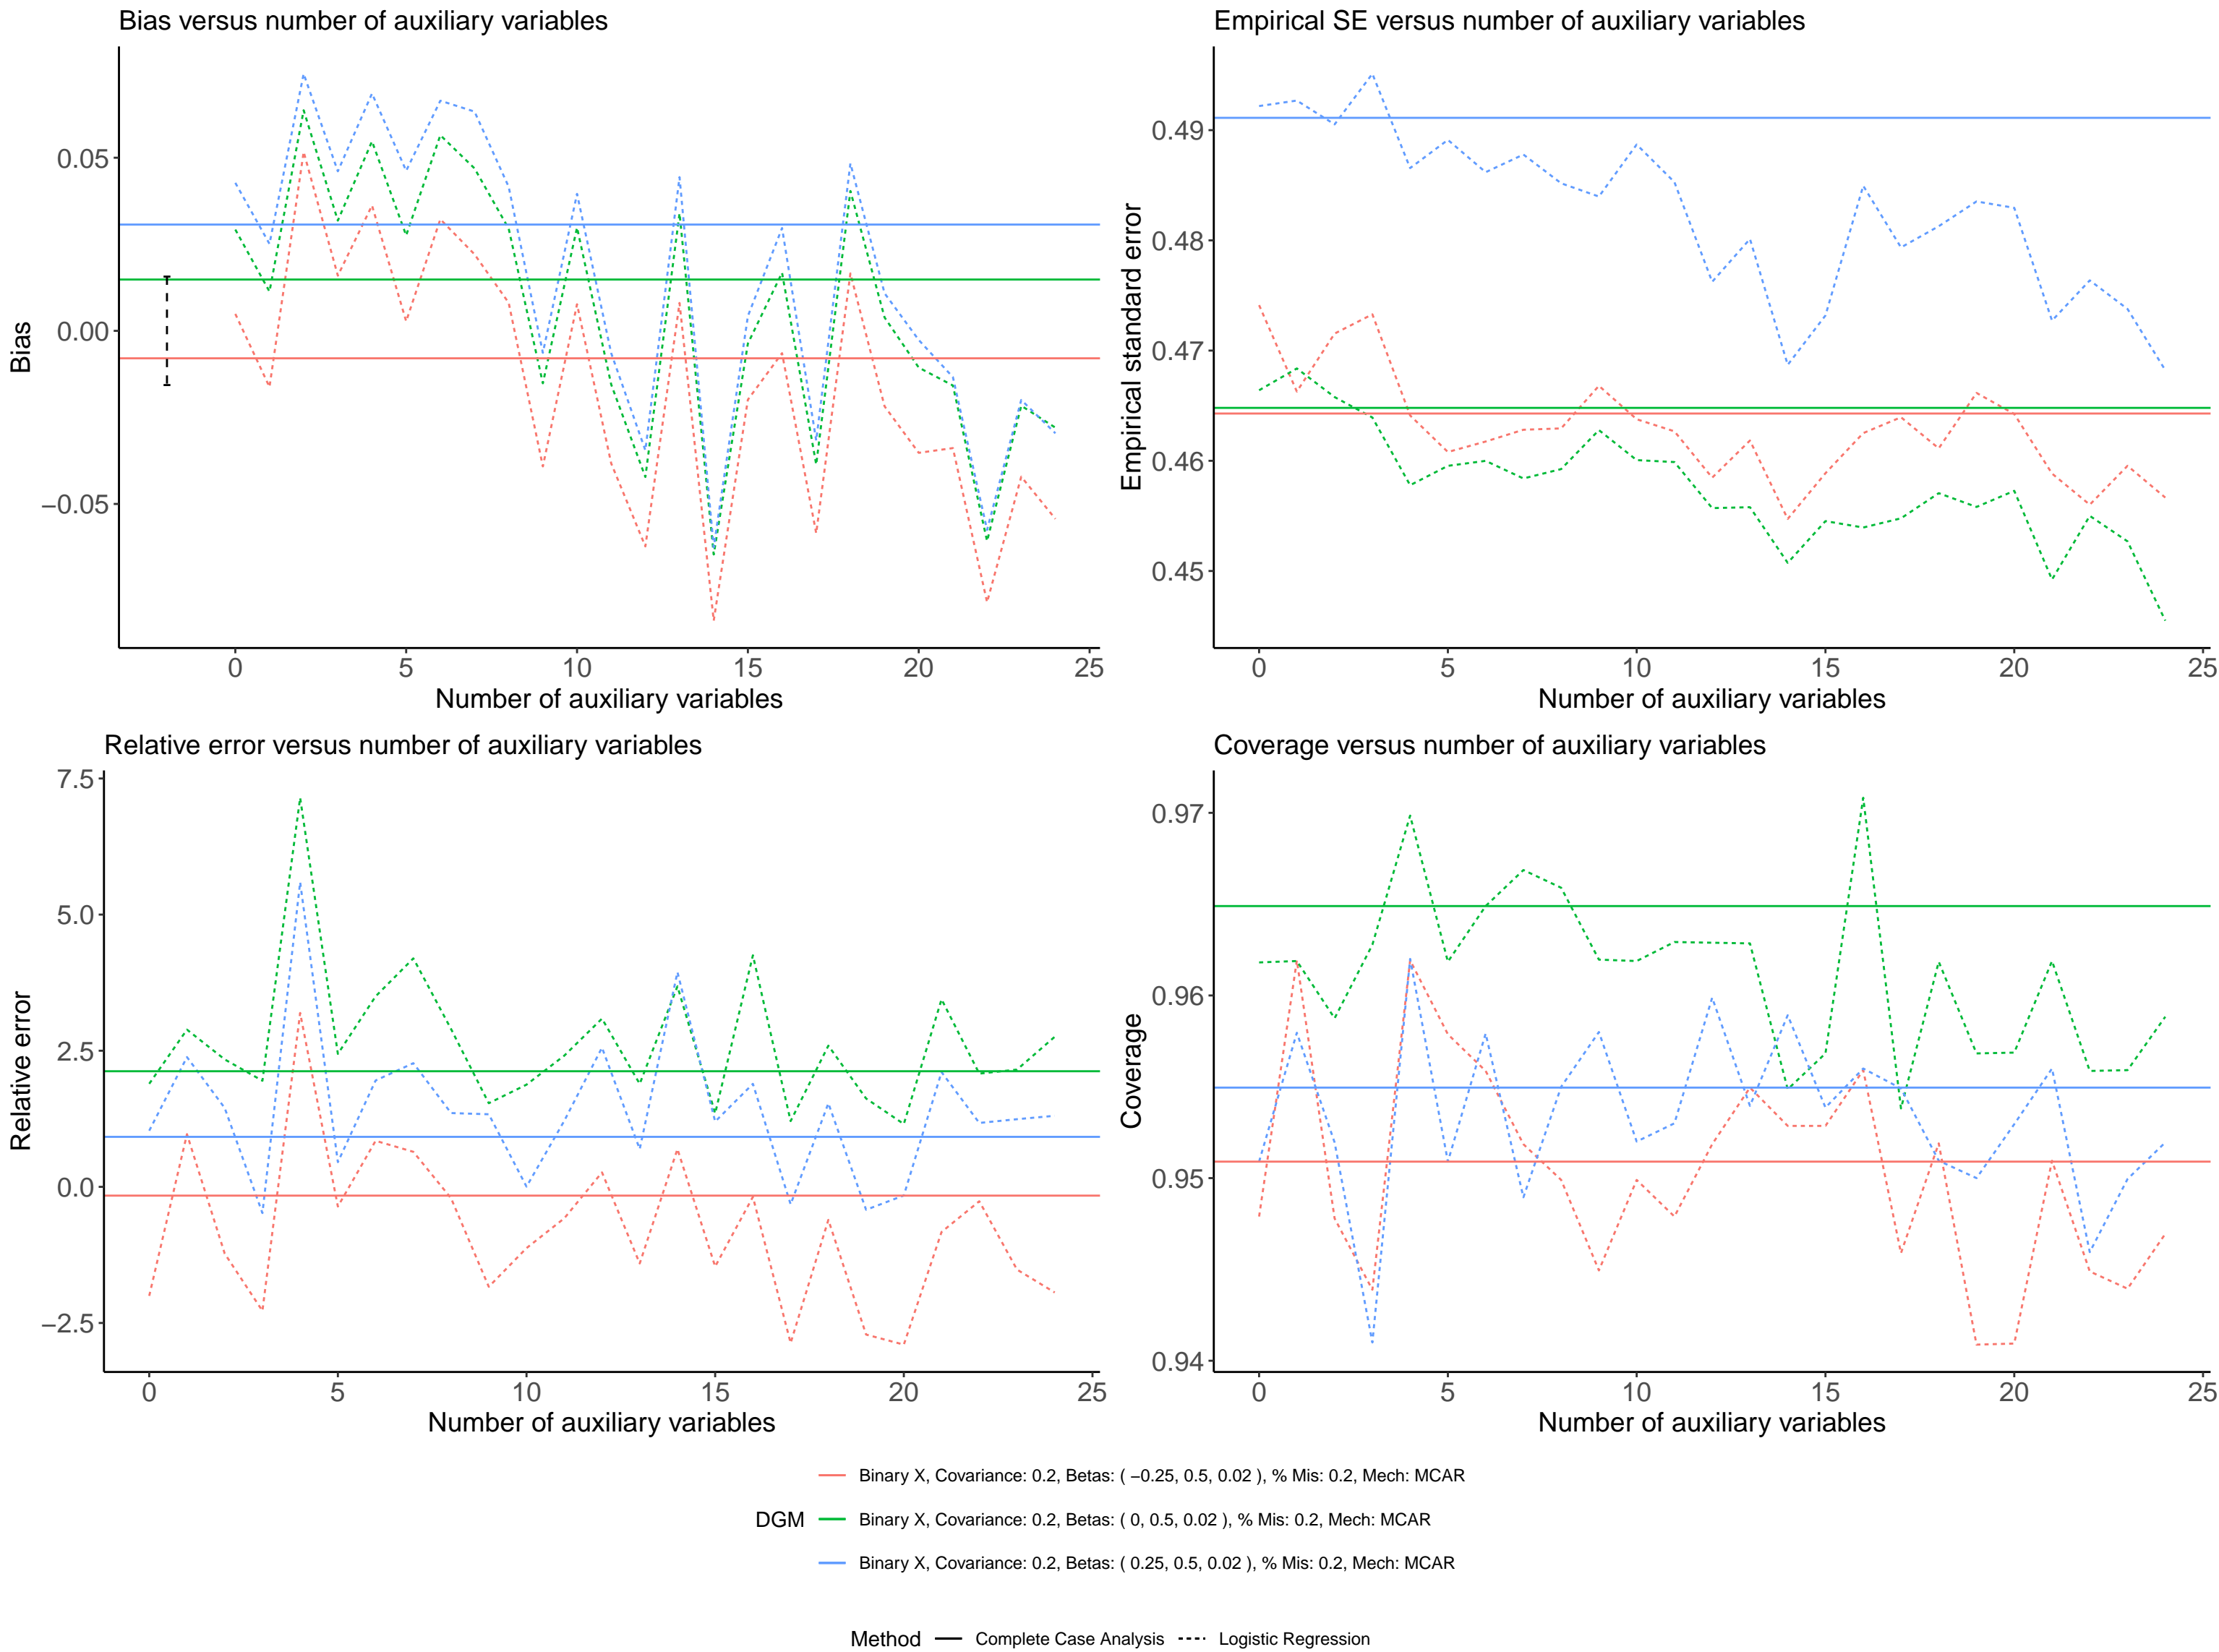 Bias versus number of auxiliary variables
Bias
0.05
0.00
−0.05
0 5 10 15 20 25
Number of auxiliary variables
Empirical SE versus number of auxiliary variables
Empirical standard error
0.49
0.48
0.47
0.46
0.45
0 5 10 15 20 25
Number of auxiliary variables
Relative error versus number of auxiliary variables
Relative error
7.5
5.0
2.5
0.0
−2.5
0 5 10 15 20 25
Number of auxiliary variables
Coverage versus number of auxiliary variables
Coverage
0.97
0.96
0.95
0.94
0 5 10 15 20 25
Number of auxiliary variables
DGM
Binary X, Covariance: 0.2, Betas: ( −0.25, 0.5, 0.02 ), % Mis: 0.2, Mech: MCAR
Binary X, Covariance: 0.2, Betas: ( 0, 0.5, 0.02 ), % Mis: 0.2, Mech: MCAR
Binary X, Covariance: 0.2, Betas: ( 0.25, 0.5, 0.02 ), % Mis: 0.2, Mech: MCAR
Method Complete Case Analysis Logistic Regression